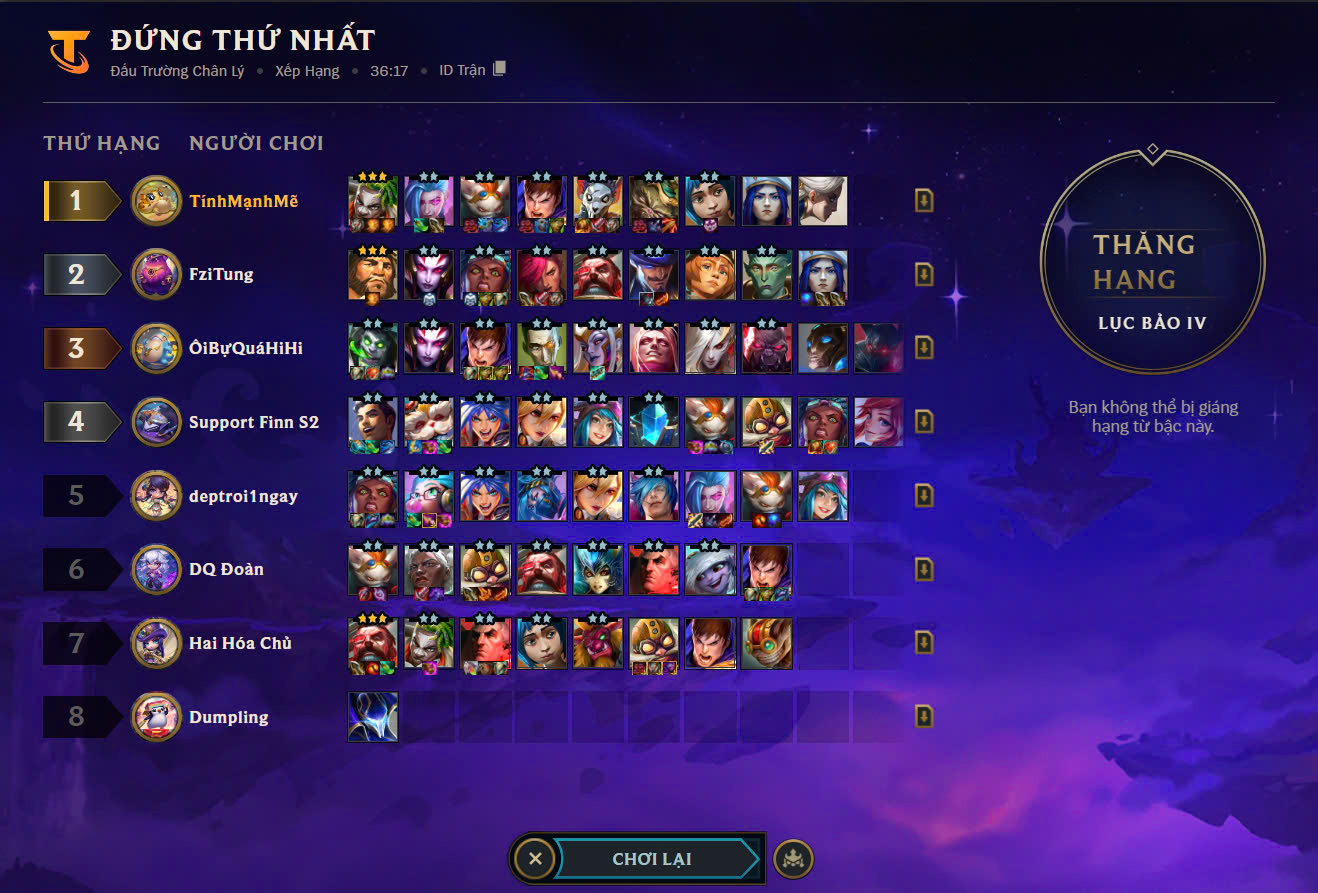 ĐỨNG THỨ NHẤT
Đấu Trường Chân Lý • Xếp Hạng • 36:17 • ID Trận
THỨ HẠNG NGƯỜI CHƠI
1 TínhMạnhMẽ
2 FziTung
3 ÔiBựQuáHiHi
4 Support Finn S2
5 deptroi1ngay
6 DQ Đoàn
7 Hai Hóa Chủ
8 Dumpling
THĂNG
HẠNG
LỤC BẢO IV
Bạn không thể bị giáng
hạng từ bậc này.
CHƠI LẠI